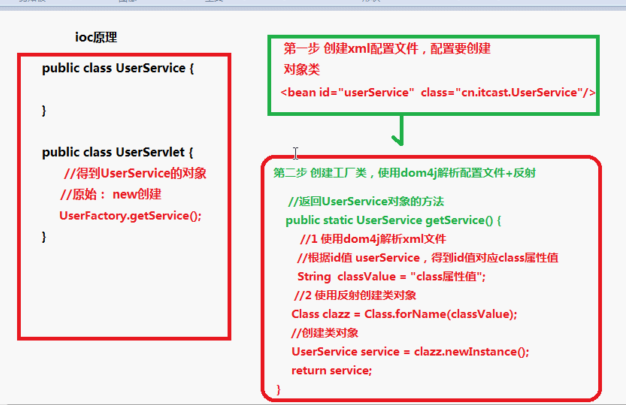 ioc原理
public class UserService {
}
public class UserServlet {
//得到UserService的对象
//原始： new创建
UserFactory.getService();
}
第一步 创建xml配置文件，配置要创建
对象类
<bean id="userService" class="cn.itcast.UserService"/>
第二步 创建工厂类，使用dom4j解析配置文件+反射
//返回UserService对象的方法
public static UserService getService() {
//1 使用dom4j解析xml文件
//根据id值 userService，得到id值对应class属性值
String classValue = "class属性值";
//2 使用反射创建类对象
Class clazz = Class.forName(classValue);
//创建类对象
UserService service = clazz.newInstance();
return service;
}